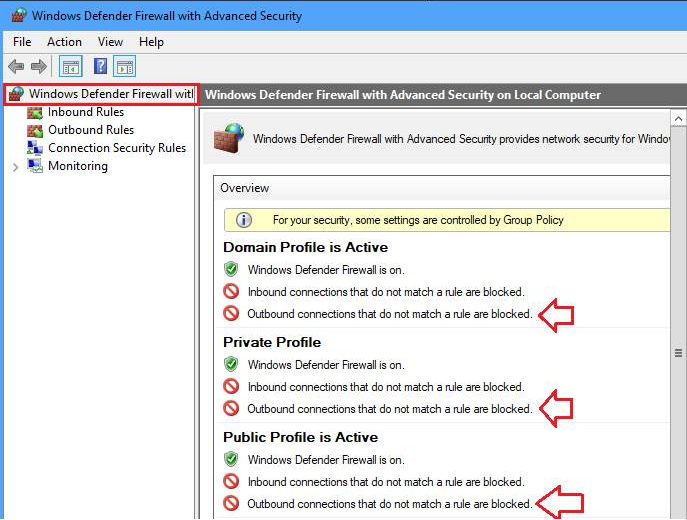 Windows Defender Firewall with Advanced Security
File Action View Help
Windows Defender Firewall with
Inbound Rules
Outbound Rules
Connection Security Rules
Monitoring
Windows Defender Firewall with Advanced Security on Local Computer
Windows Defender Firewall with Advanced Security provides network security for Window
Overview
For your security, some settings are controlled by Group Policy
Domain Profile is Active
Windows Defender Firewall is on.
Inbound connections that do not match a rule are blocked.
Outbound connections that do not match a rule are blocked.
Private Profile
Windows Defender Firewall is on.
Inbound connections that do not match a rule are blocked.
Outbound connections that do not match a rule are blocked.
Public Profile is Active
Windows Defender Firewall is on.
Inbound connections that do not match a rule are blocked.
Outbound connections that do not match a rule are blocked.